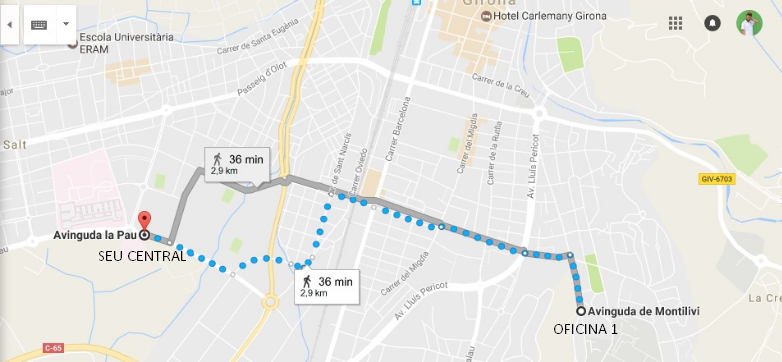 Girona
Hotel Carlemany Girona
Escola Universitària
ERAM
Carrer de Santa Eugènia
Passeig d'Olot
Carrer de la Creu
Salt
Carrer Barcelona
Carrer Oviedo
de Sant Narcís
Carrer del Migdia
Carrer de la Rutlla
Av. Lluís Pericot
36 min
2,9 km
GIV-6703
Avinguda la Pau
SEU CENTRAL
36 min
2,9 km
Carrer del Migdia
Av. Lluís Pericot
Avinguda de Montilivi
OFICINA 1
C-65